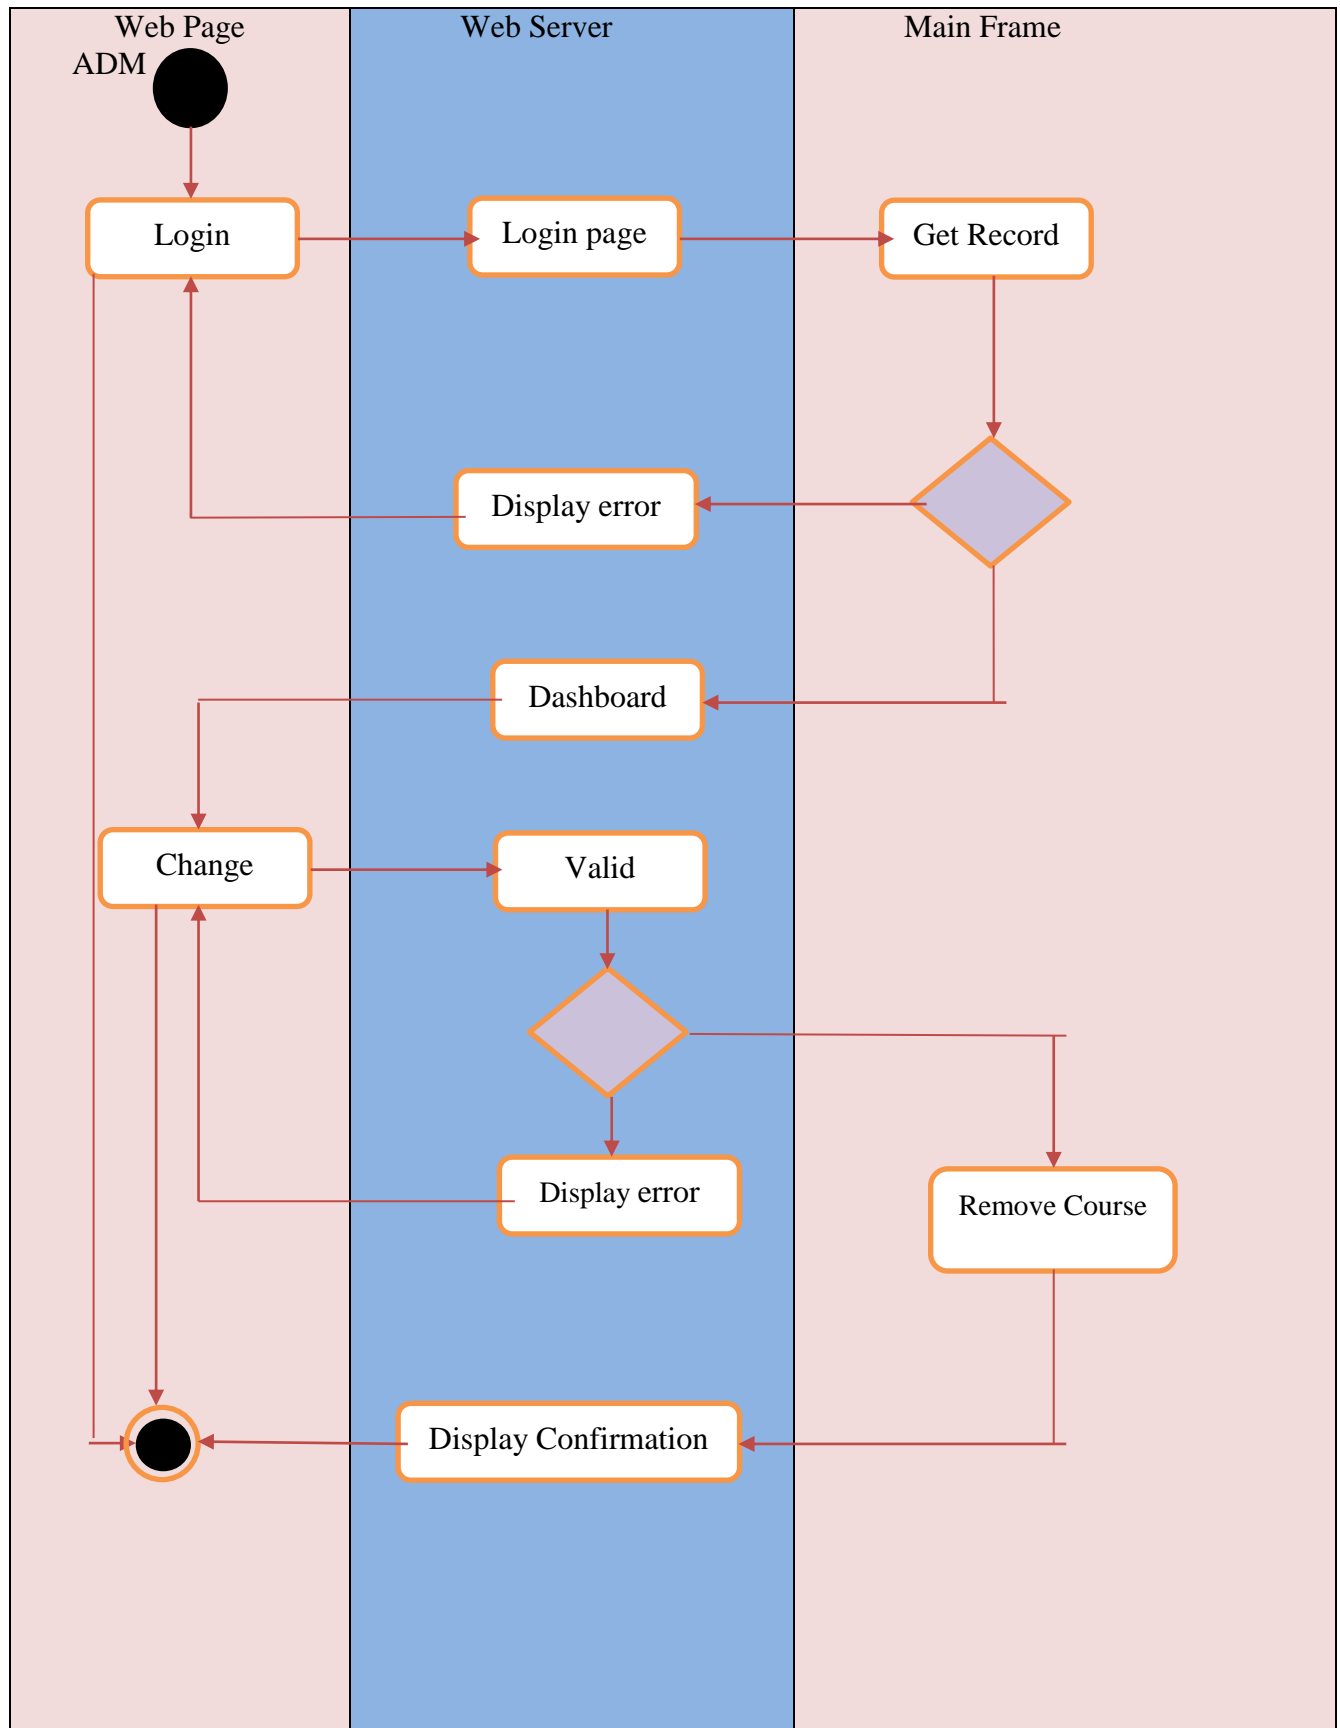 Web Page
Web Server
Main Frame
ADM
Login
Login page
Get Record
Display error
Dashboard
Change
Valid
Display error
Remove Course
Display Confirmation